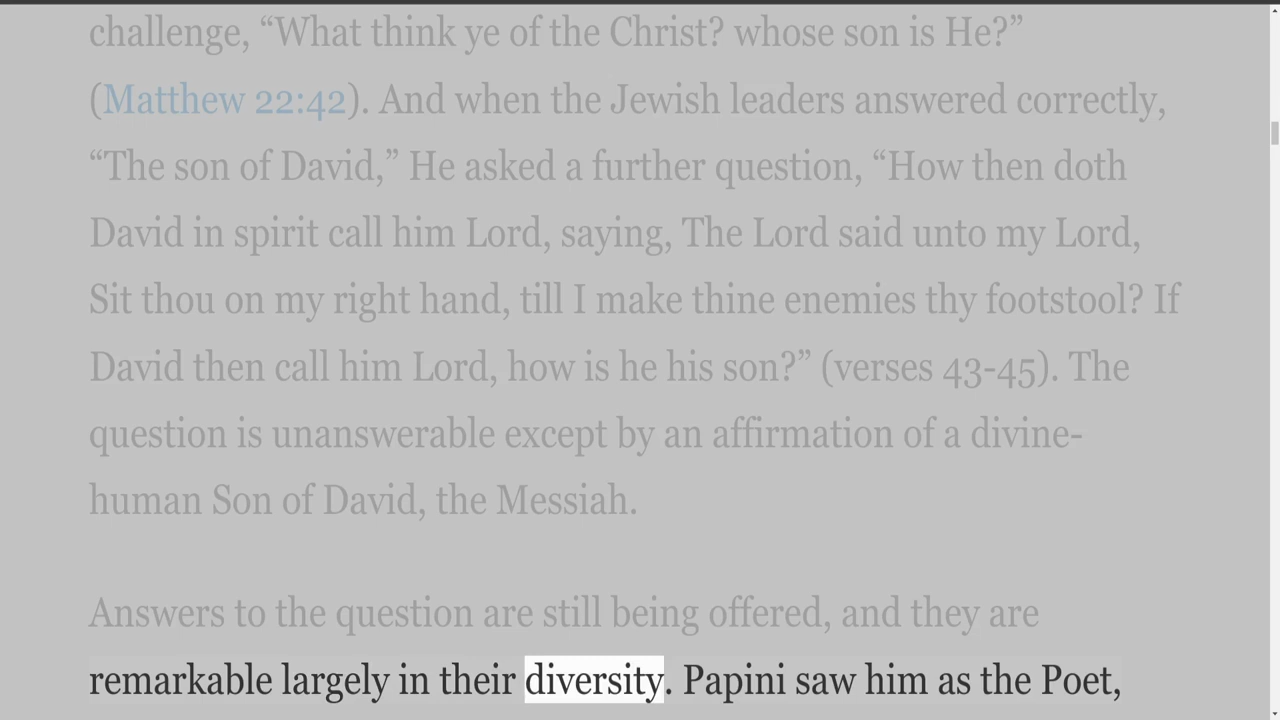 challenge, “What think ye of the Christ? whose son is He?”
(Matthew 22:42). And when the Jewish leaders answered correctly,
“The son of David,” He asked a further question, “How then doth
David in spirit call him Lord, saying, The Lord said unto my Lord,
Sit thou on my right hand, till I make thine enemies thy footstool? If
David then call him Lord, how is he his son?” (verses 43-45). The
question is unanswerable except by an affirmation of a divine-
human Son of David, the Messiah.
Answers to the question are still being offered, and they are
remarkable largely in their diversity. Papini saw him as the Poet,